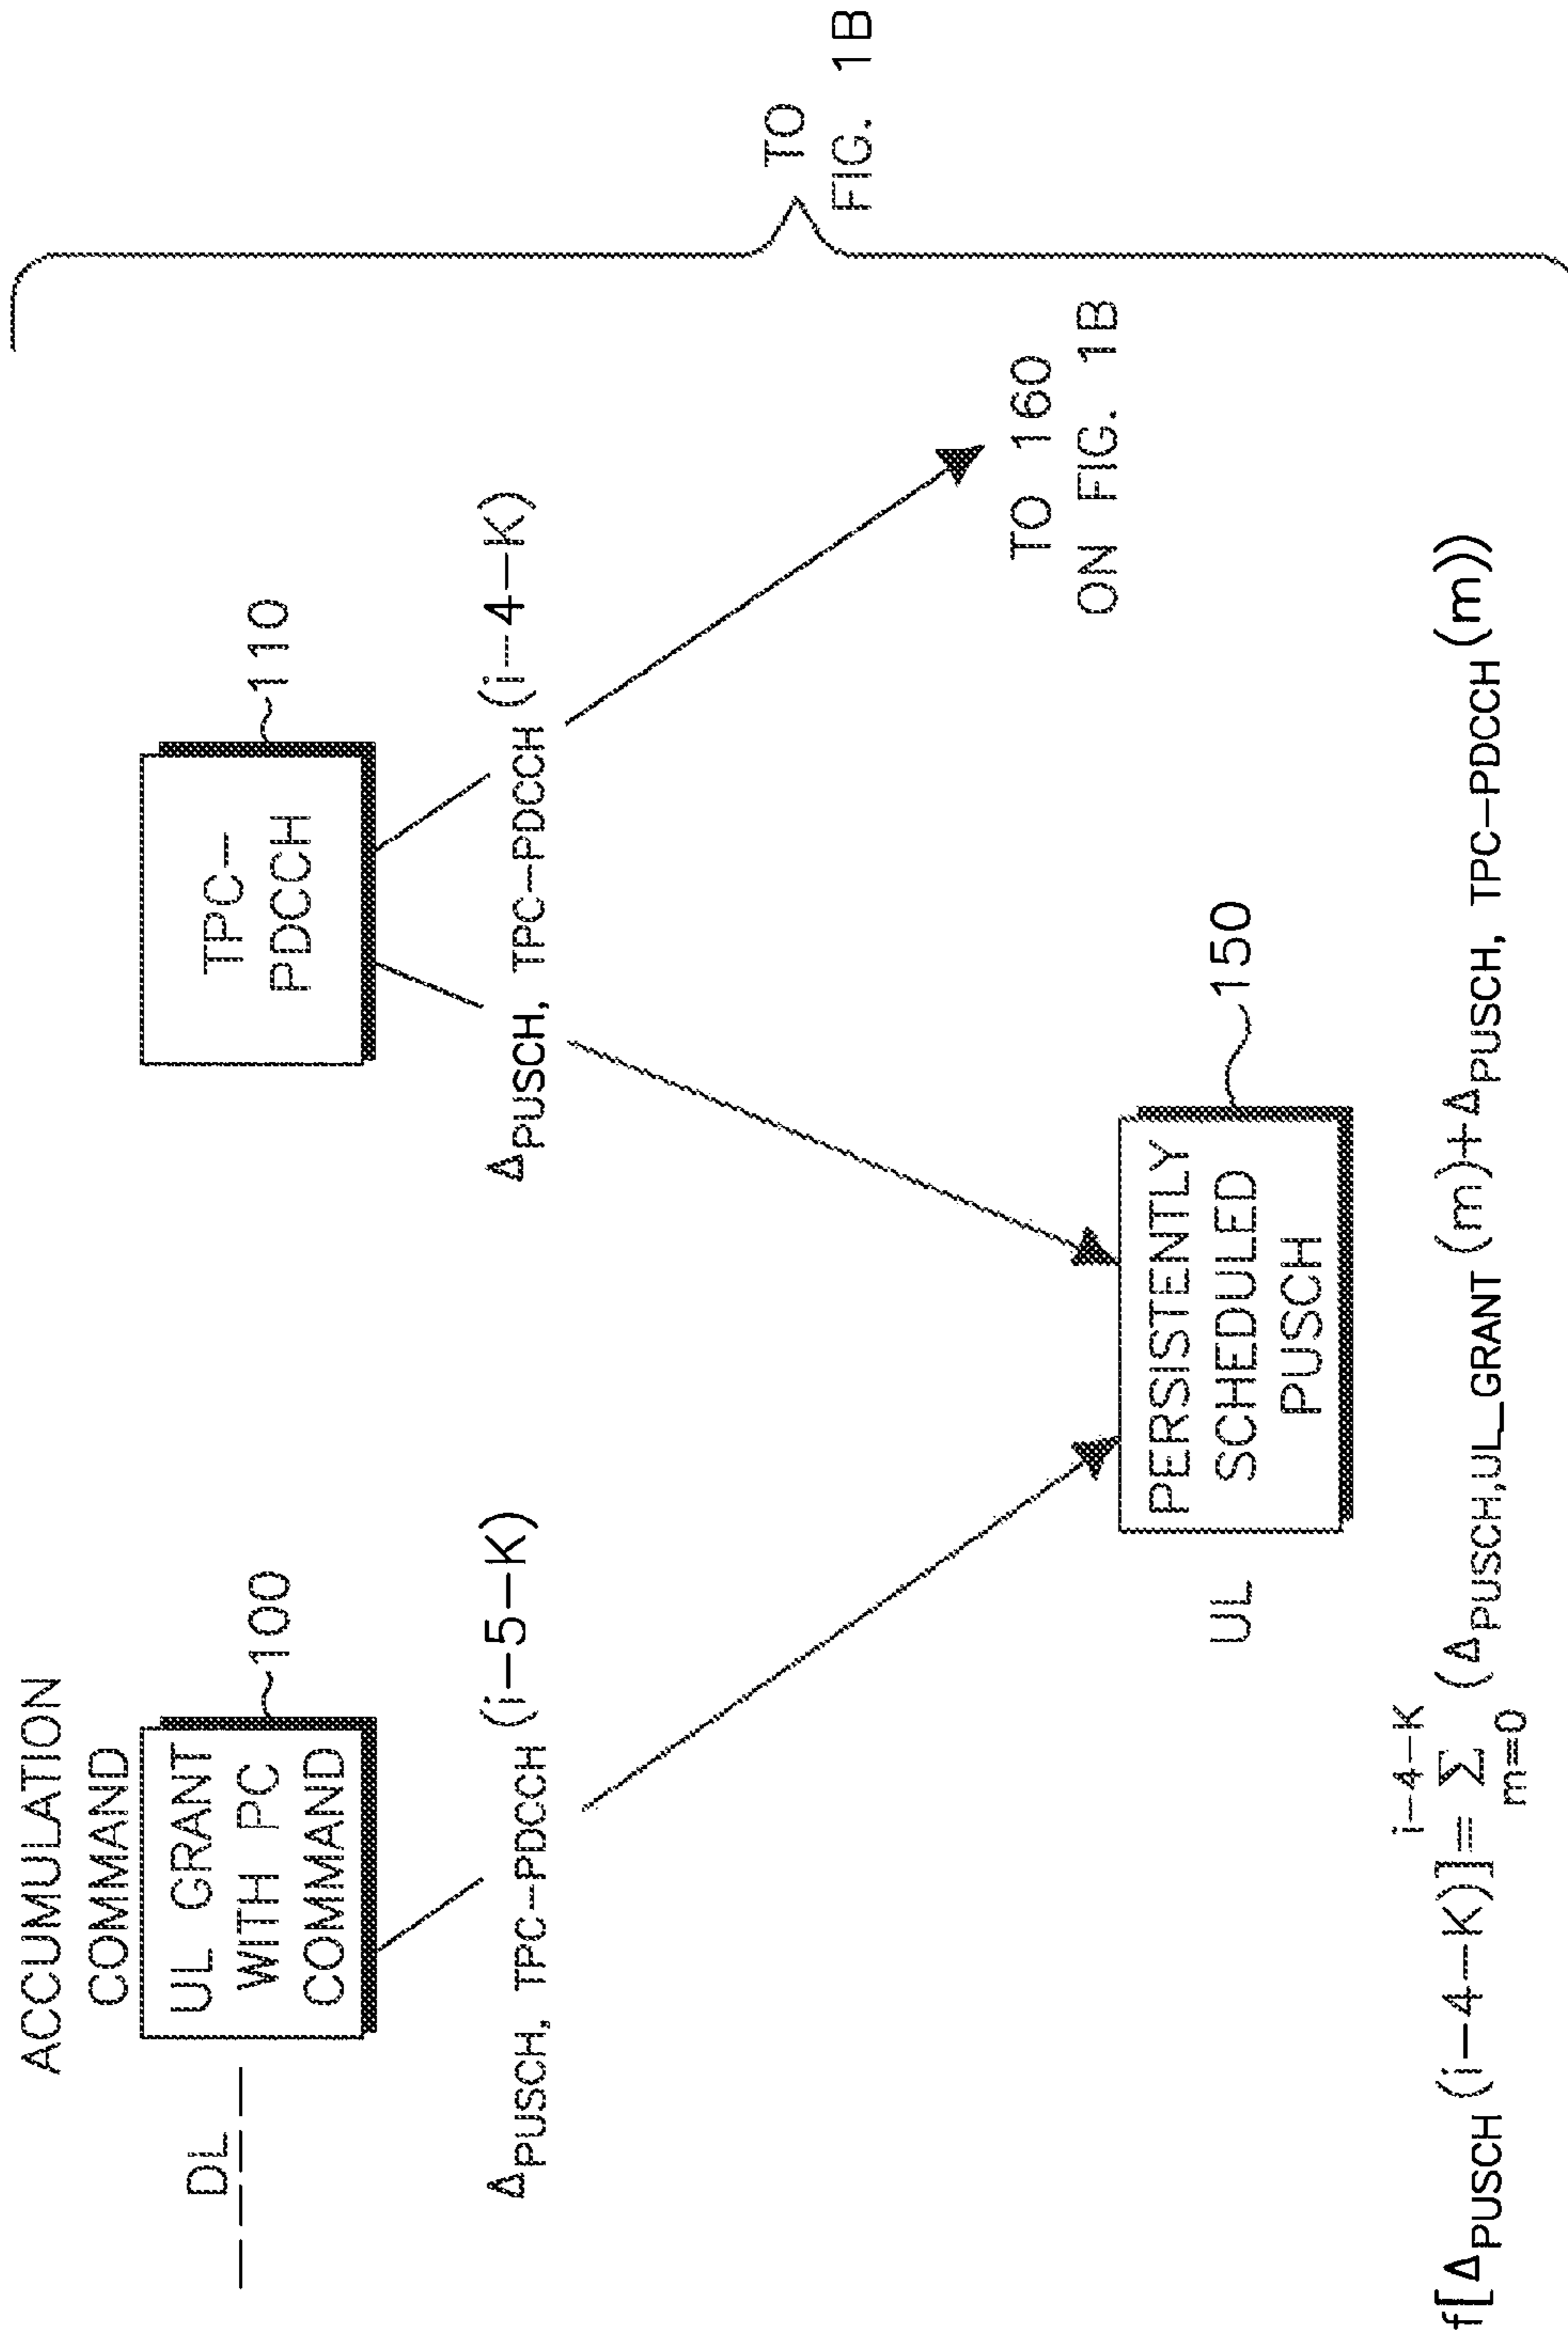 ACCUMULATION
COMMAND
DL
UL GRANT
WITH PC
COMMAND
100
TPC–
PDCCH
110
ΔPUSCH, TPC–PDCCH (i–5–K)
ΔPUSCH, TPC–PDCCH (i–4–K)
TO
FIG. 1B
TO 160
ON FIG. 1B
UL
PERSISTENTLY
SCHEDULED
PUSCH
150
f[ΔPUSCH (i–4–K)]= i–4–K Σ m=0 (ΔPUSCH,UL_GRANT (m)+ΔPUSCH, TPC–PDCCH (m))